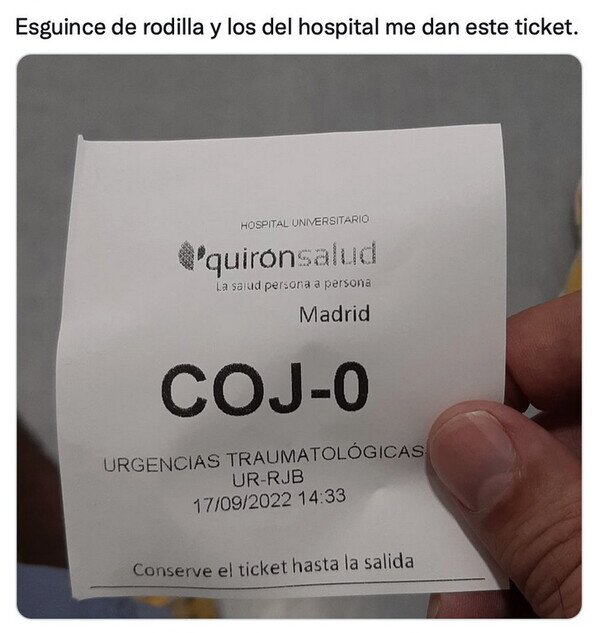 Esguince de rodilla y los del hospital me dan este ticket.
HOSPITAL UNIVERSITARIO
quirónsalud
La salud persona a persona
Madrid
COJ-0
URGENCIAS TRAUMATOLÓGICAS
UR-RJB
17/09/2022 14:33
Conserve el ticket hasta la salida